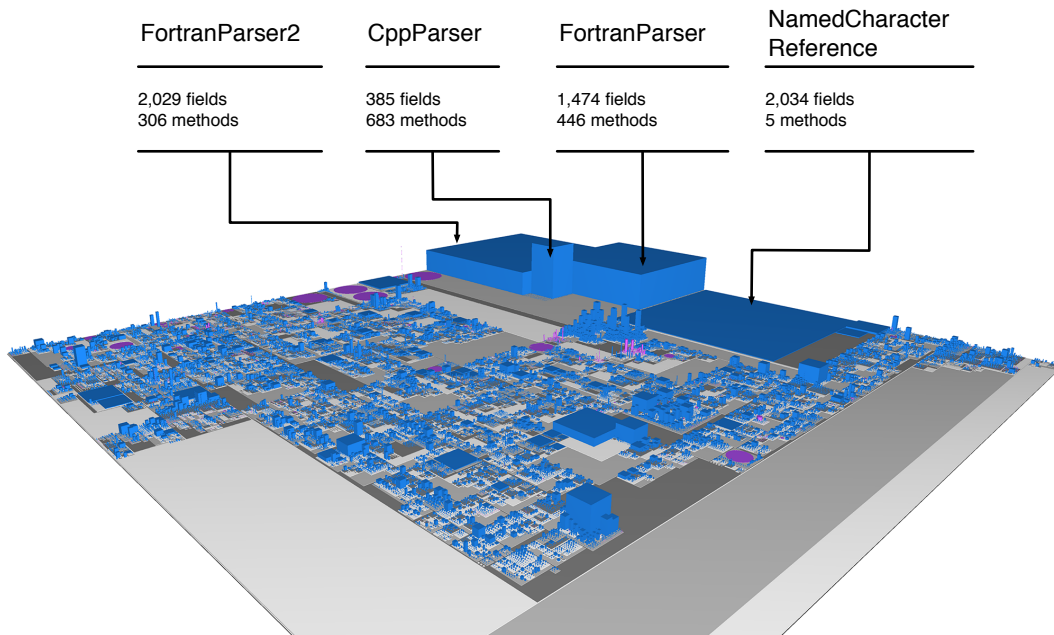 FortranParser2
2,029 fields
306 methods
CppParser
385 fields
683 methods
FortranParser
1,474 fields
446 methods
NamedCharacter
Reference
2,034 fields
5 methods